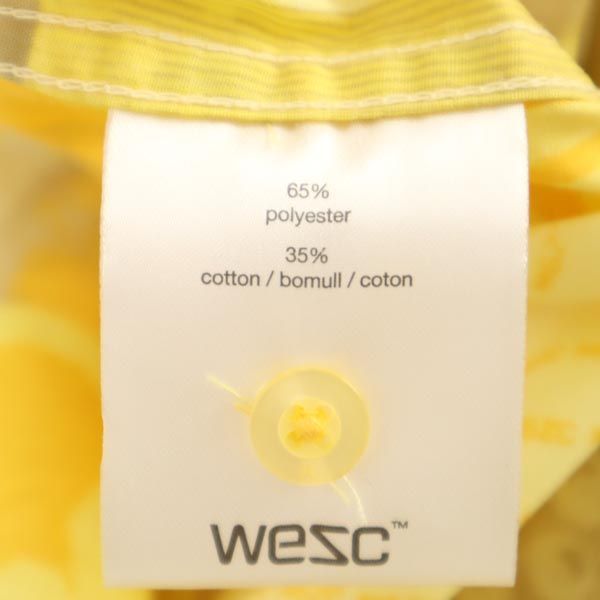 65%
polyester
35%
cotton / bomull / coton
wesc™